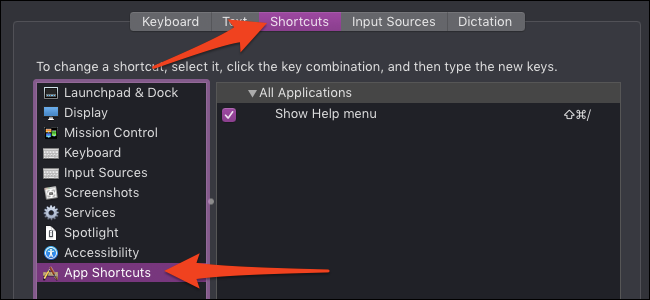 Keyboard Text Shortcuts Input Sources Dictation
To change a shortcut, select it, click the key combination, and then type the new keys.
Launchpad & Dock
Display
Mission Control
Keyboard
Input Sources
Screenshots
Services
Spotlight
Accessibility
App Shortcuts
▼All Applications
Show Help menu ⇧⌘/